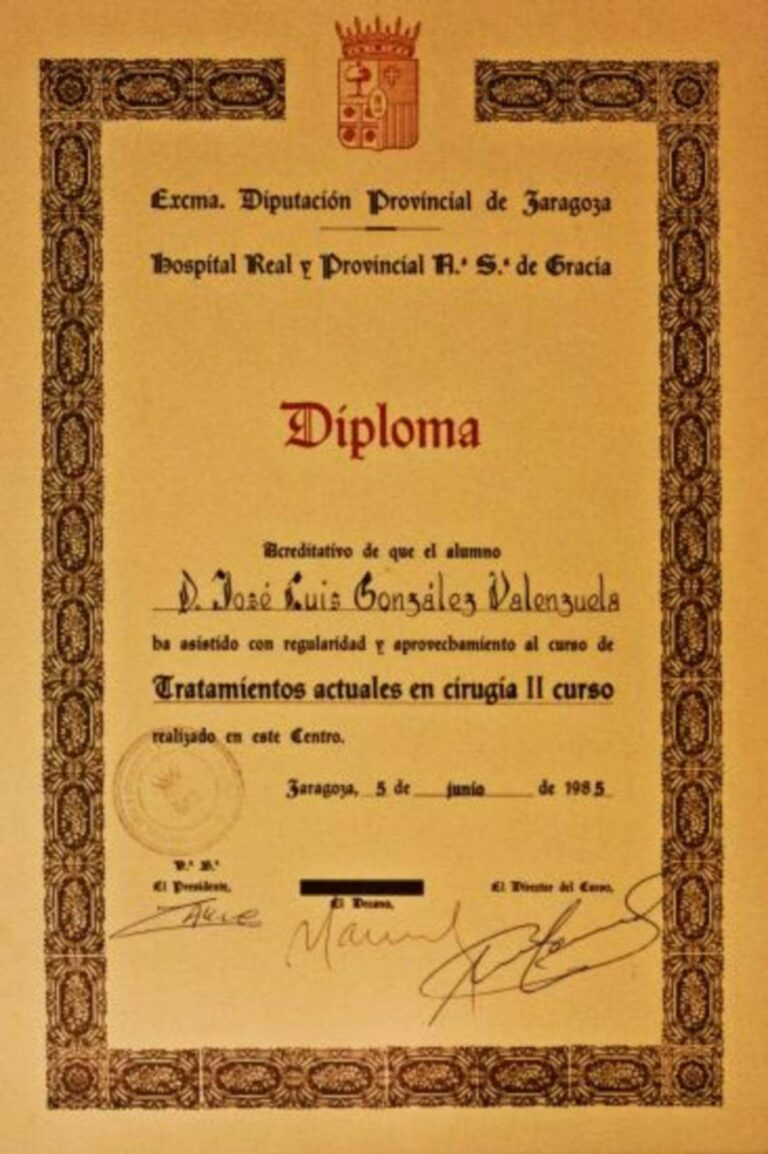 Excma. Diputación Provincial de Zaragoza
Hospital Real y Provincial N.ª S.ª de Gracia
Diploma
Acreditativo de que el alumno
D. José Luis González Valenzuela
ha asistido con regularidad y aprovechamiento al curso de
Tratamientos actuales en cirugía II curso
realizado en este Centro.
Zaragoza, 5 de junio de 1985
V.º B.º
El Presidente,
El Decano,
El Director del Curso,